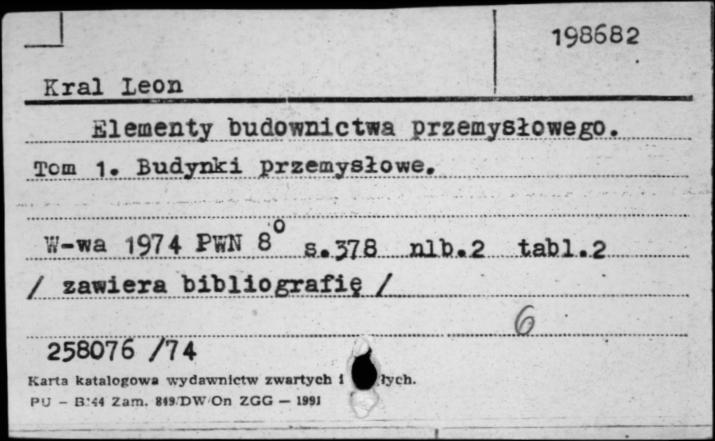 198682
Kral Leon
Elementy budownictwa przemysłowego.
Tom 1. Budynki przemysłowe.
W-wa 1974 PWN 8° s.378 nlb.2 tabl.2
/ zawiera bibliografię /
6
258076 /74
Karta katalogowa wydawnictw zwartych i łych.
PU – B-44 Zam. 849/DW/On ZGG — 1991